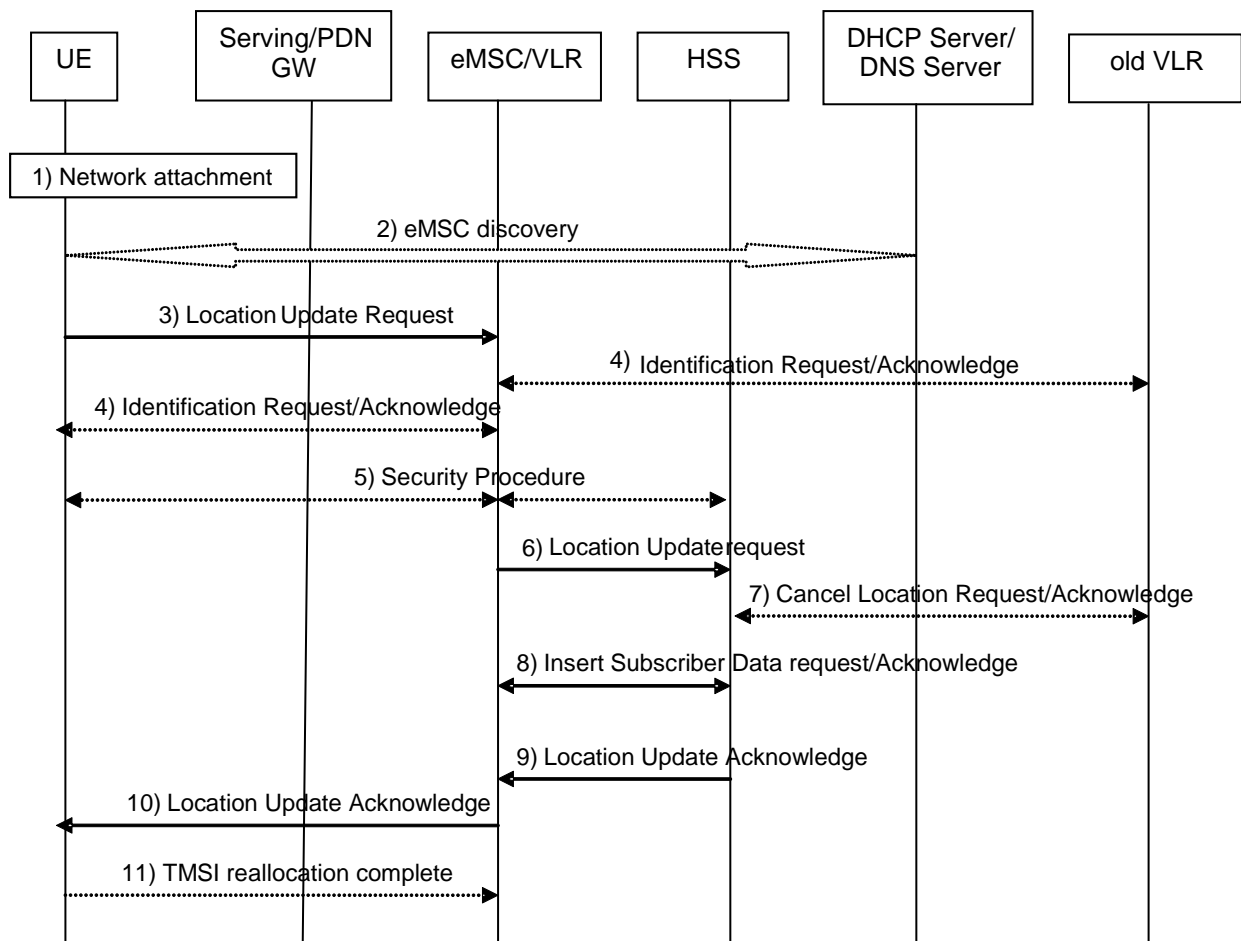 UE
Serving/PDN
GW
eMSC/VLR
HSS
DHCP Server/
DNS Server
old VLR
1) Network attachment
2) eMSC discovery
3) Location Update Request
4) Identification Request/Acknowledge
4) Identification Request/Acknowledge
5) Security Procedure
6) Location Update request
7) Cancel Location Request/Acknowledge
8) Insert Subscriber Data request/Acknowledge
9) Location Update Acknowledge
10) Location Update Acknowledge
11) TMSI reallocation complete